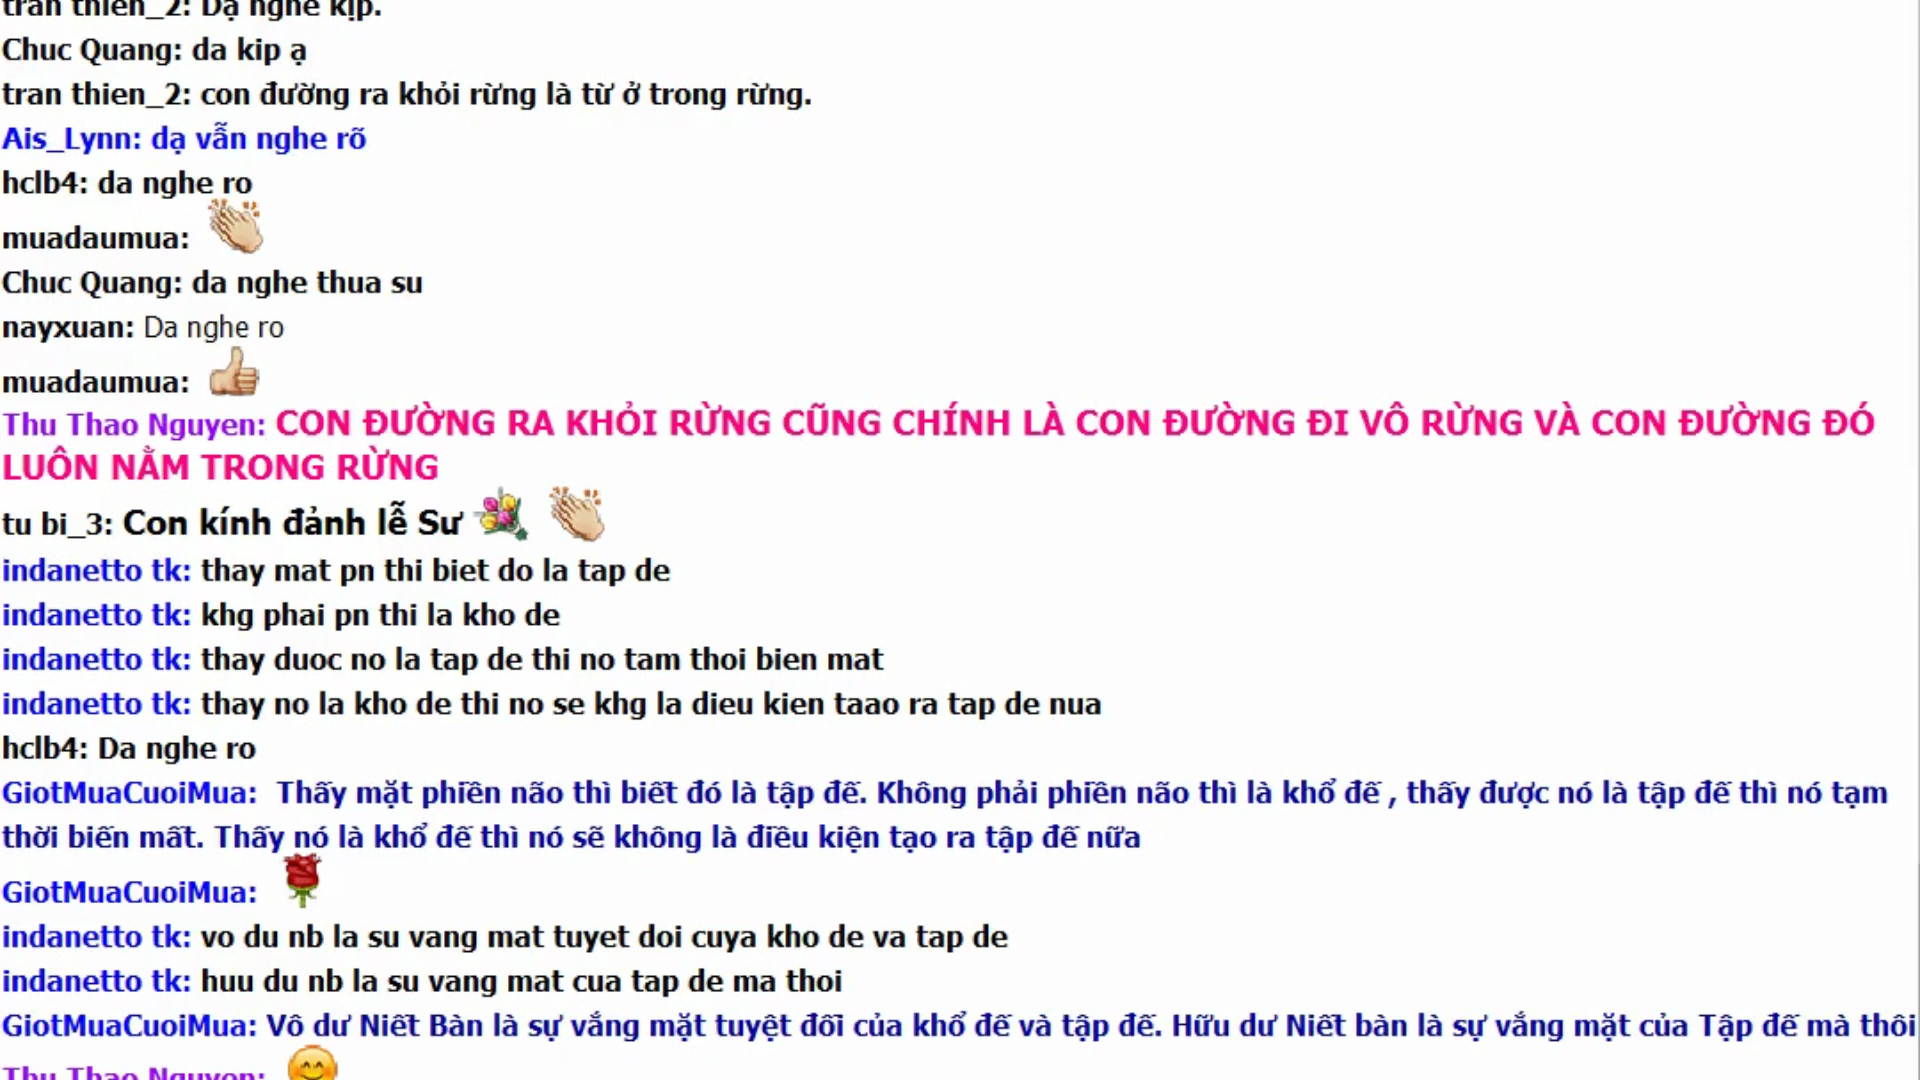 tran thien_2: Dạ nghe kịp.
Chuc Quang: da kip ạ
tran thien_2: con đường ra khỏi rừng là từ ở trong rừng.
Ais_Lynn: dạ vẫn nghe rõ
hclb4: da nghe ro
muadaumua:
Chuc Quang: da nghe thua su
nayxuan: Da nghe ro
muadaumua:
Thu Thao Nguyen: CON ĐƯỜNG RA KHỎI RỪNG CŨNG CHÍNH LÀ CON ĐƯỜNG ĐI VÔ RỪNG VÀ CON ĐƯỜNG ĐÓ
LUÔN NẰM TRONG RỪNG
tu bi_3: Con kính đảnh lễ Sư
indanetto tk: thay mat pn thi biet do la tap de
indanetto tk: khg phai pn thi la kho de
indanetto tk: thay duoc no la tap de thi no tam thoi bien mat
indanetto tk: thay no la kho de thi no se khg la dieu kien taao ra tap de nua
hclb4: Da nghe ro
GiotMuaCuoiMua: Thấy mặt phiền não thì biết đó là tập đế. Không phải phiền não thì là khổ đế , thấy được nó là tập đế thì nó tạm
thời biến mất. Thấy nó là khổ đế thì nó sẽ không là điều kiện tạo ra tập đế nữa
GiotMuaCuoiMua:
indanetto tk: vo du nb la su vang mat tuyet doi cuya kho de va tap de
indanetto tk: huu du nb la su vang mat cua tap de ma thoi
GiotMuaCuoiMua: Vô dư Niết Bàn là sự vắng mặt tuyệt đối của khổ đế và tập đế. Hữu dư Niết bàn là sự vắng mặt của Tập đế mà thôi
Thu Thao Nguyen: